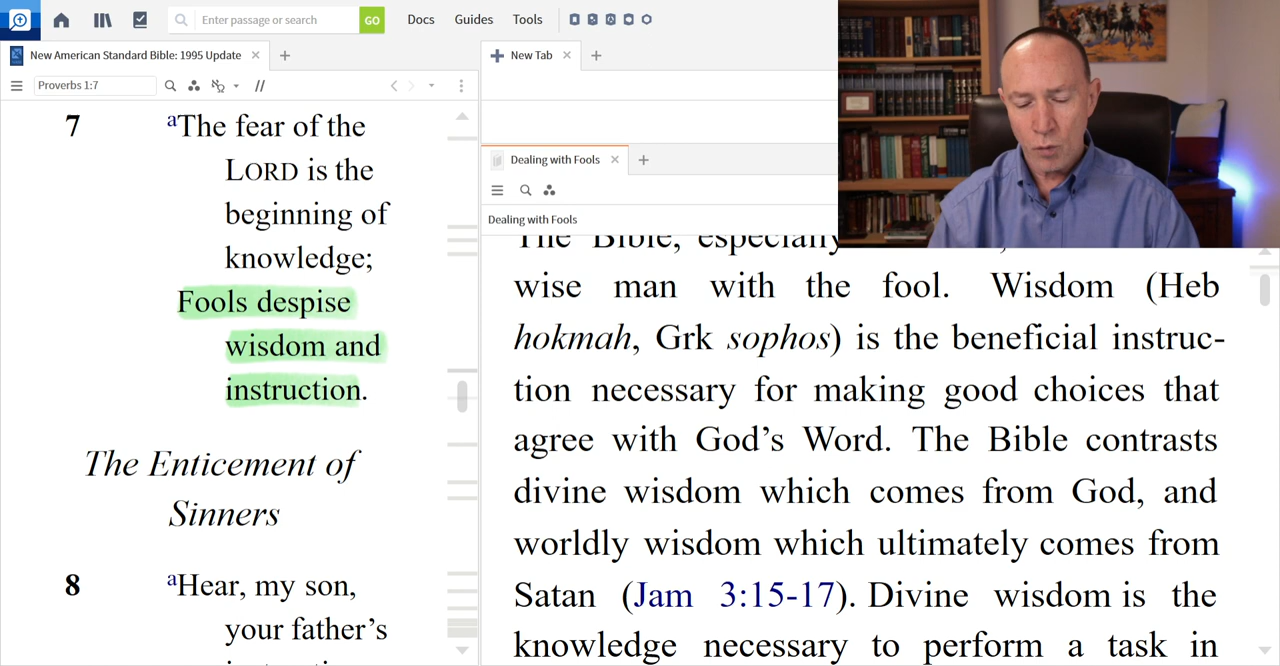 Enter passage or search
GO
Docs
Guides
Tools
New American Standard Bible: 1995 Update
Proverbs 1:7
7 aThe fear of the
LORD is the
beginning of
knowledge;
Fools despise
wisdom and
instruction.
The Enticement of
Sinners
8 aHear, my son,
your father's
New Tab
Dealing with Fools
Dealing with Fools
The Bible, especially
wise man with the fool. Wisdom (Heb
hokmah, Grk sophos) is the beneficial instruc-
tion necessary for making good choices that
agree with God's Word. The Bible contrasts
divine wisdom which comes from God, and
worldly wisdom which ultimately comes from
Satan (Jam 3:15-17). Divine wisdom is the
knowledge necessary to perform a task in